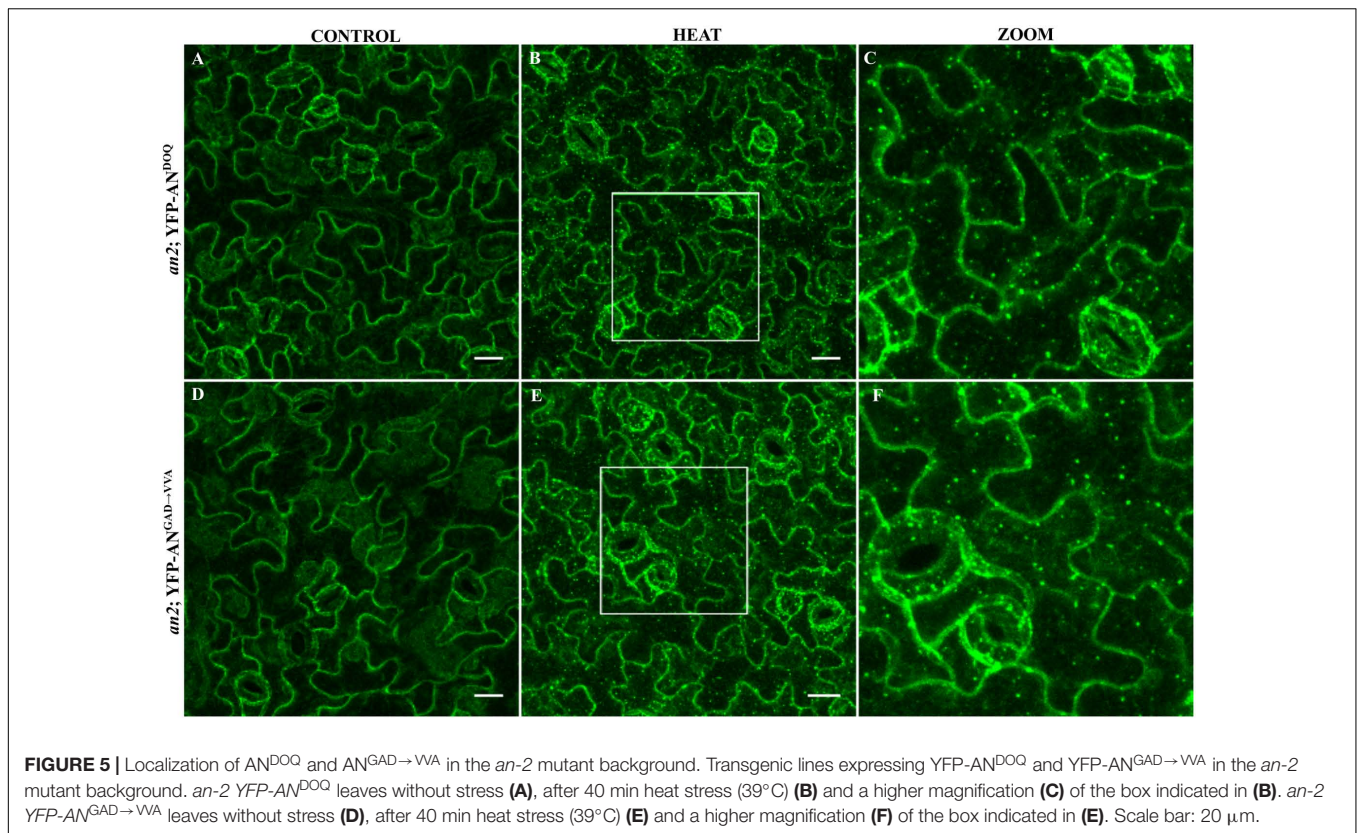 CONTROL HEAT ZOOM
A B C
an2; YFP-AN^DOQ
D E F
an2; YFP-AN^GAD→VVA
FIGURE 5 | Localization of AN^DOQ and AN^GAD→VVA in the an-2 mutant background. Transgenic lines expressing YFP-AN^DOQ and YFP-AN^GAD→VVA in the an-2
mutant background. an-2 YFP-AN^DOQ leaves without stress (A), after 40 min heat stress (39°C) (B) and a higher magnification (C) of the box indicated in (B). an-2
YFP-AN^GAD→VVA leaves without stress (D), after 40 min heat stress (39°C) (E) and a higher magnification (F) of the box indicated in (E). Scale bar: 20 μm.